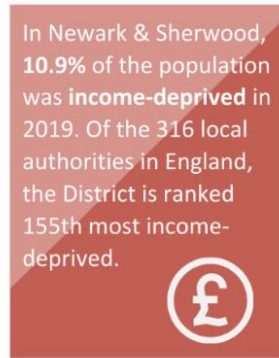 In Newark & Sherwood,
10.9% of the population
was income-deprived in
2019. Of the 316 local
authorities in England,
the District is ranked
155th most income-
deprived.
£